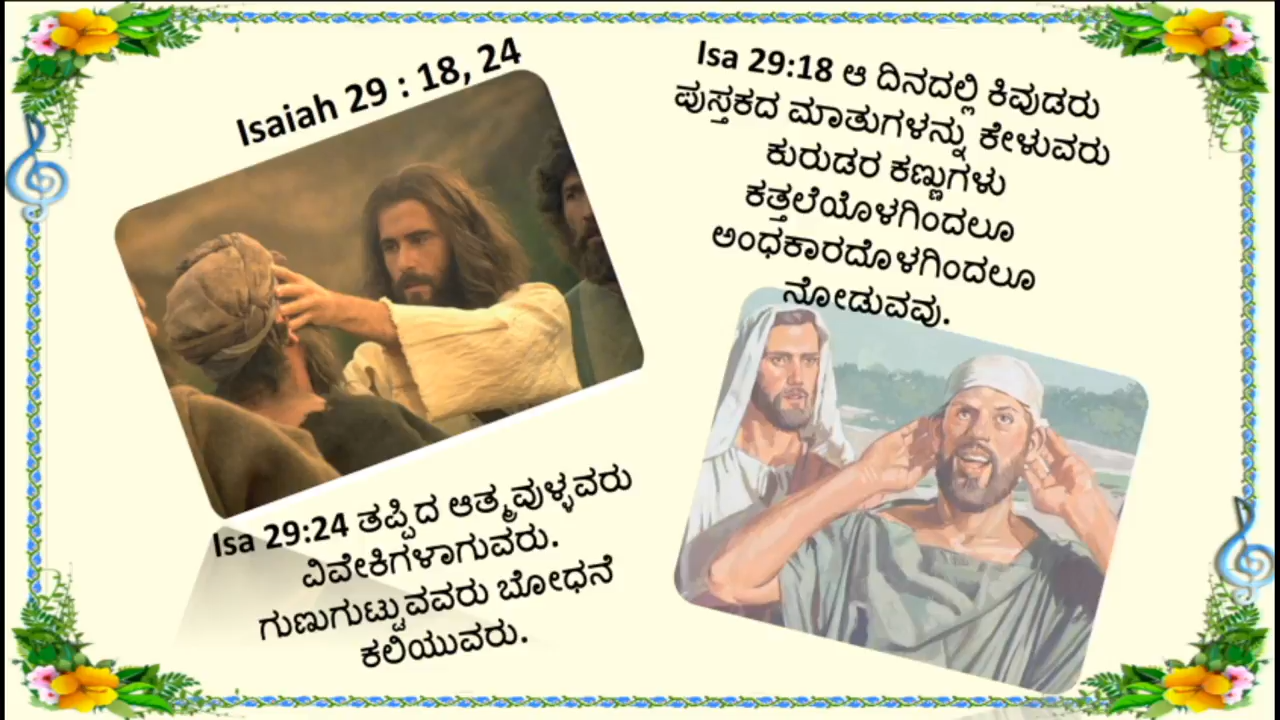 Isaiah 29 : 18, 24
Isa 29:18 ಆ ದಿನದಲ್ಲಿ ಕಿವುಡರು
ಪುಸ್ತಕದ ಮಾತುಗಳನ್ನು ಕೇಳುವರು
ಕುರುಡರ ಕಣ್ಣುಗಳು
ಕತ್ತಲೆಯೊಳಗಿಂದಲೂ
ಅಂಧಕಾರದೊಳಗಿಂದಲೂ
ನೋಡುವವು.
Isa 29:24 ತಪ್ಪಿದ ಆತ್ಮವುಳ್ಳವರು
ವಿವೇಕಿಗಳಾಗುವರು.
ಗುಣುಗುಟ್ಟುವವರು ಬೋಧನೆ
ಕಲಿಯುವರು.